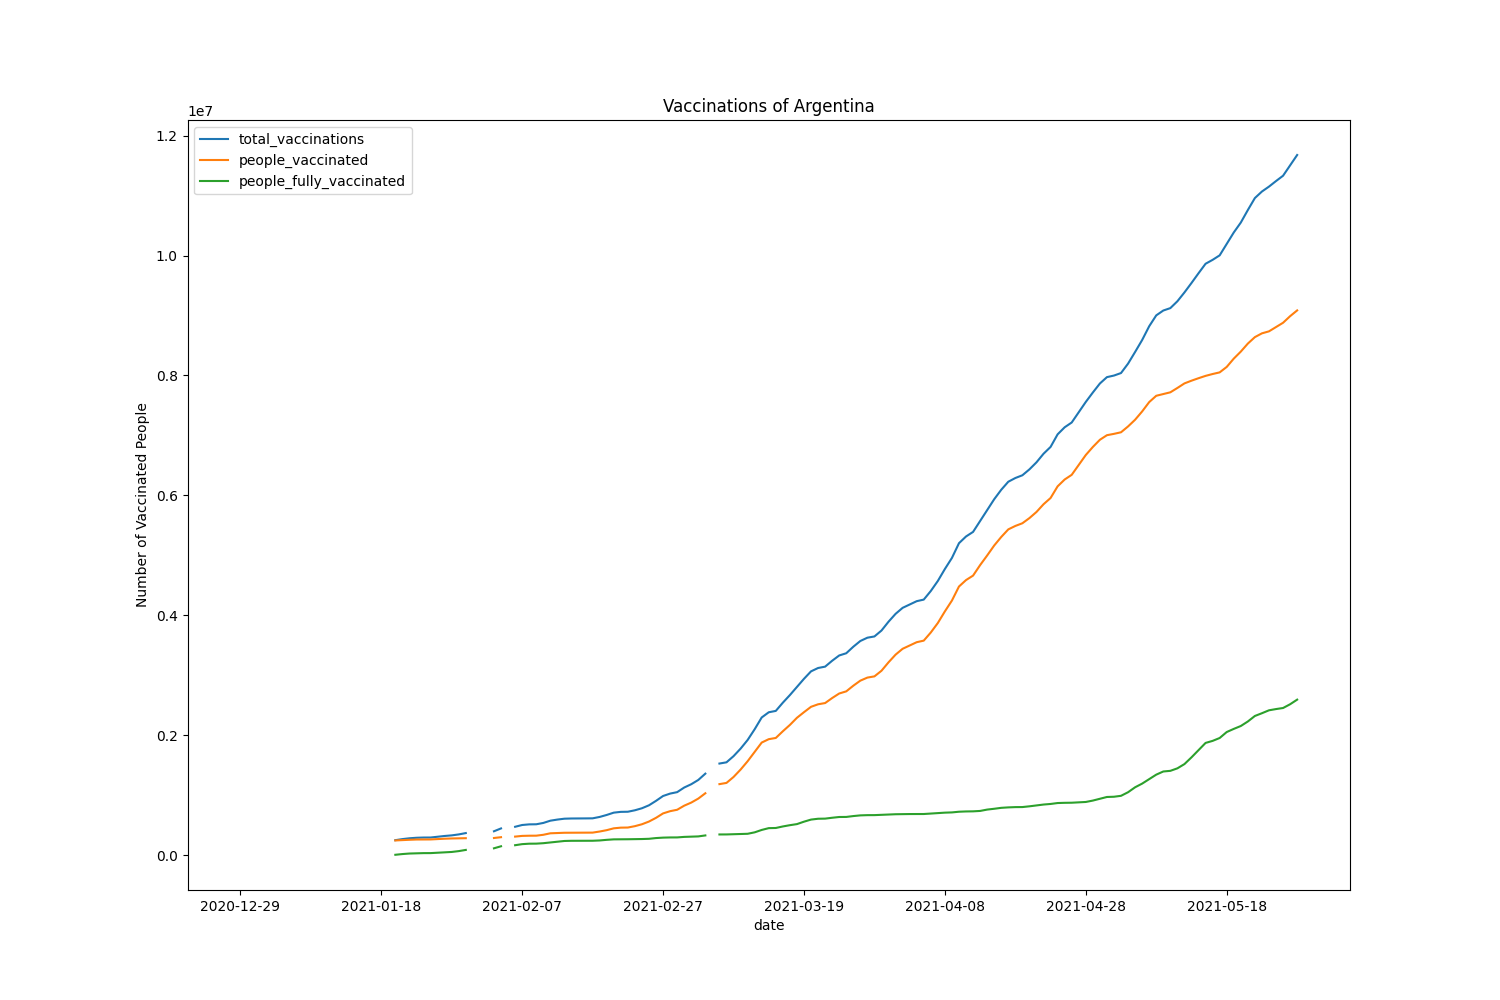 Vaccinations of Argentina
1e7
total_vaccinations
people_vaccinated
people_fully_vaccinated
1.2
1.0
0.8
0.6
0.4
0.2
0.0
Number of Vaccinated People
2020-12-29 2021-01-18 2021-02-07 2021-02-27 2021-03-19 2021-04-08 2021-04-28 2021-05-18
date